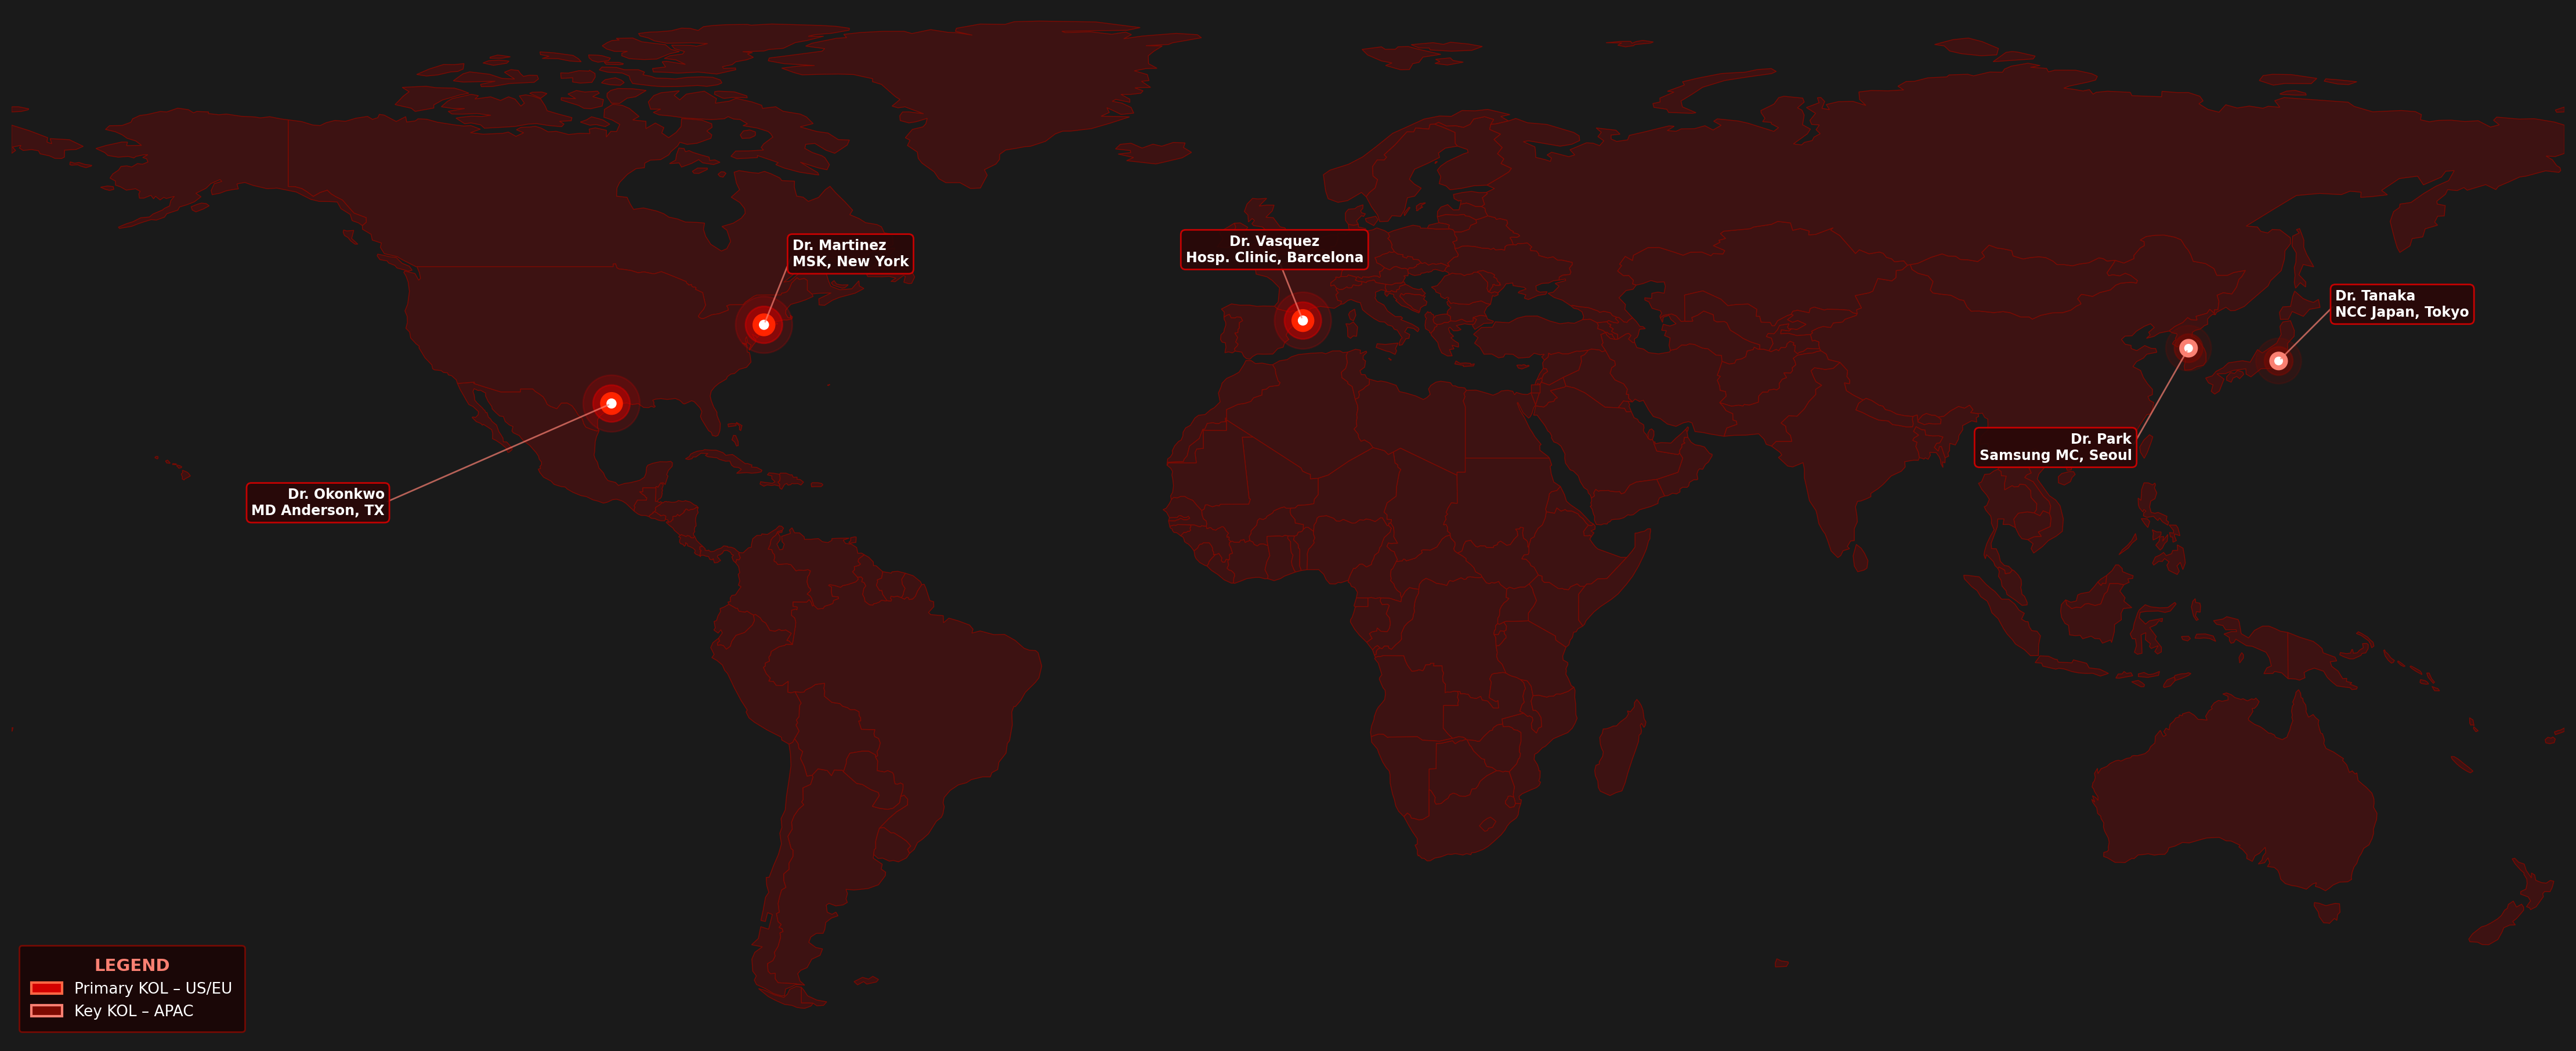 Dr. Martinez
MSK, New York
Dr. Vasquez
Hosp. Clinic, Barcelona
Dr. Tanaka
NCC Japan, Tokyo
Dr. Park
Samsung MC, Seoul
Dr. Okonkwo
MD Anderson, TX
LEGEND
Primary KOL – US/EU
Key KOL – APAC